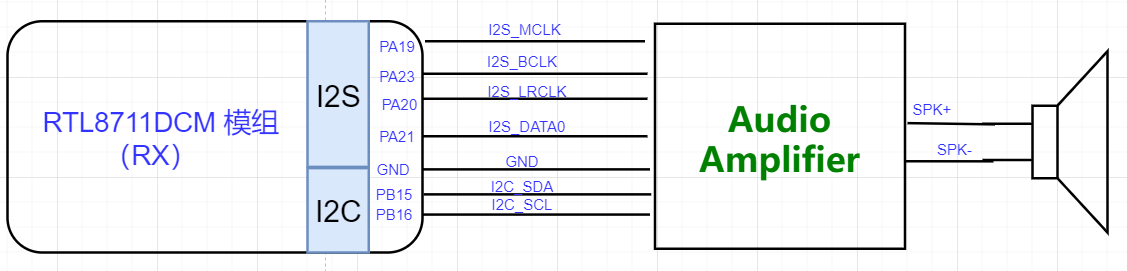 RTL8711DCM 模组
（RX）
I2S
I2C
PA19
PA23
PA20
PA21
GND
PB15
PB16
I2S_MCLK
I2S_BCLK
I2S_LRCLK
I2S_DATA0
GND
I2C_SDA
I2C_SCL
Audio
Amplifier
SPK+
SPK-